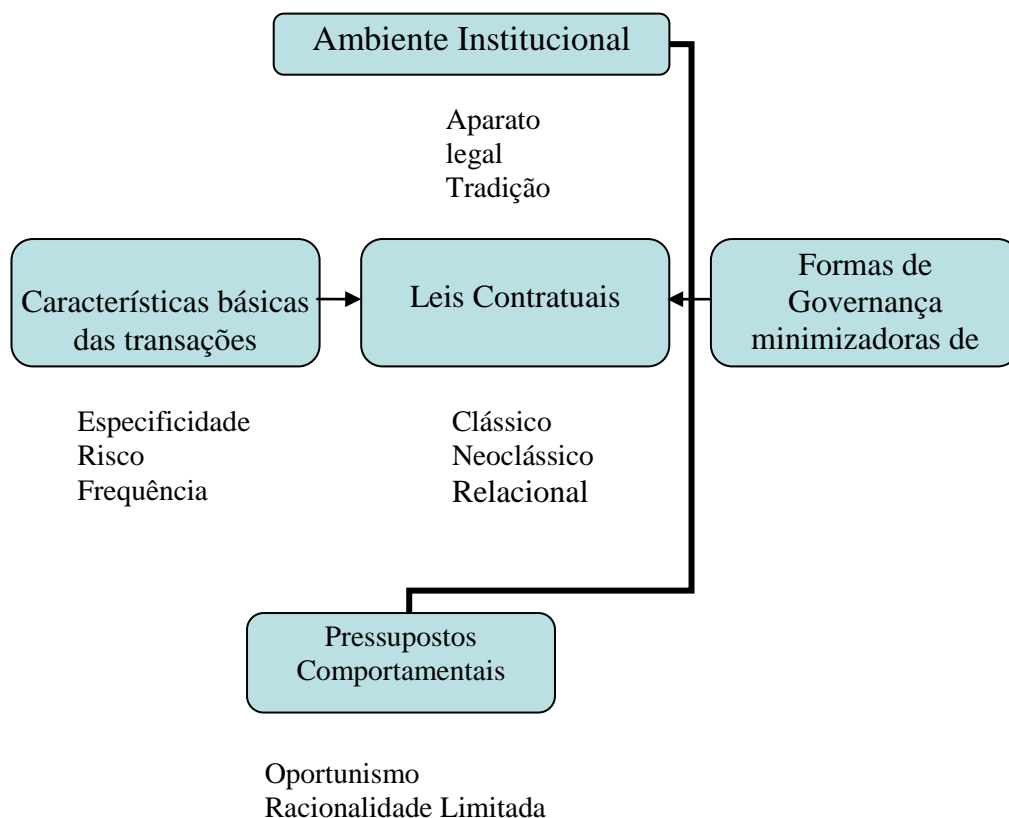 Ambiente Institucional
Aparato
legal
Tradição
Características básicas
das transações
Leis Contratuais
Formas de
Governança
minimizadoras de
Especificidade
Risco
Frequência
Clássico
Neoclássico
Relacional
Pressupostos
Comportamentais
Oportunismo
Racionalidade Limitada